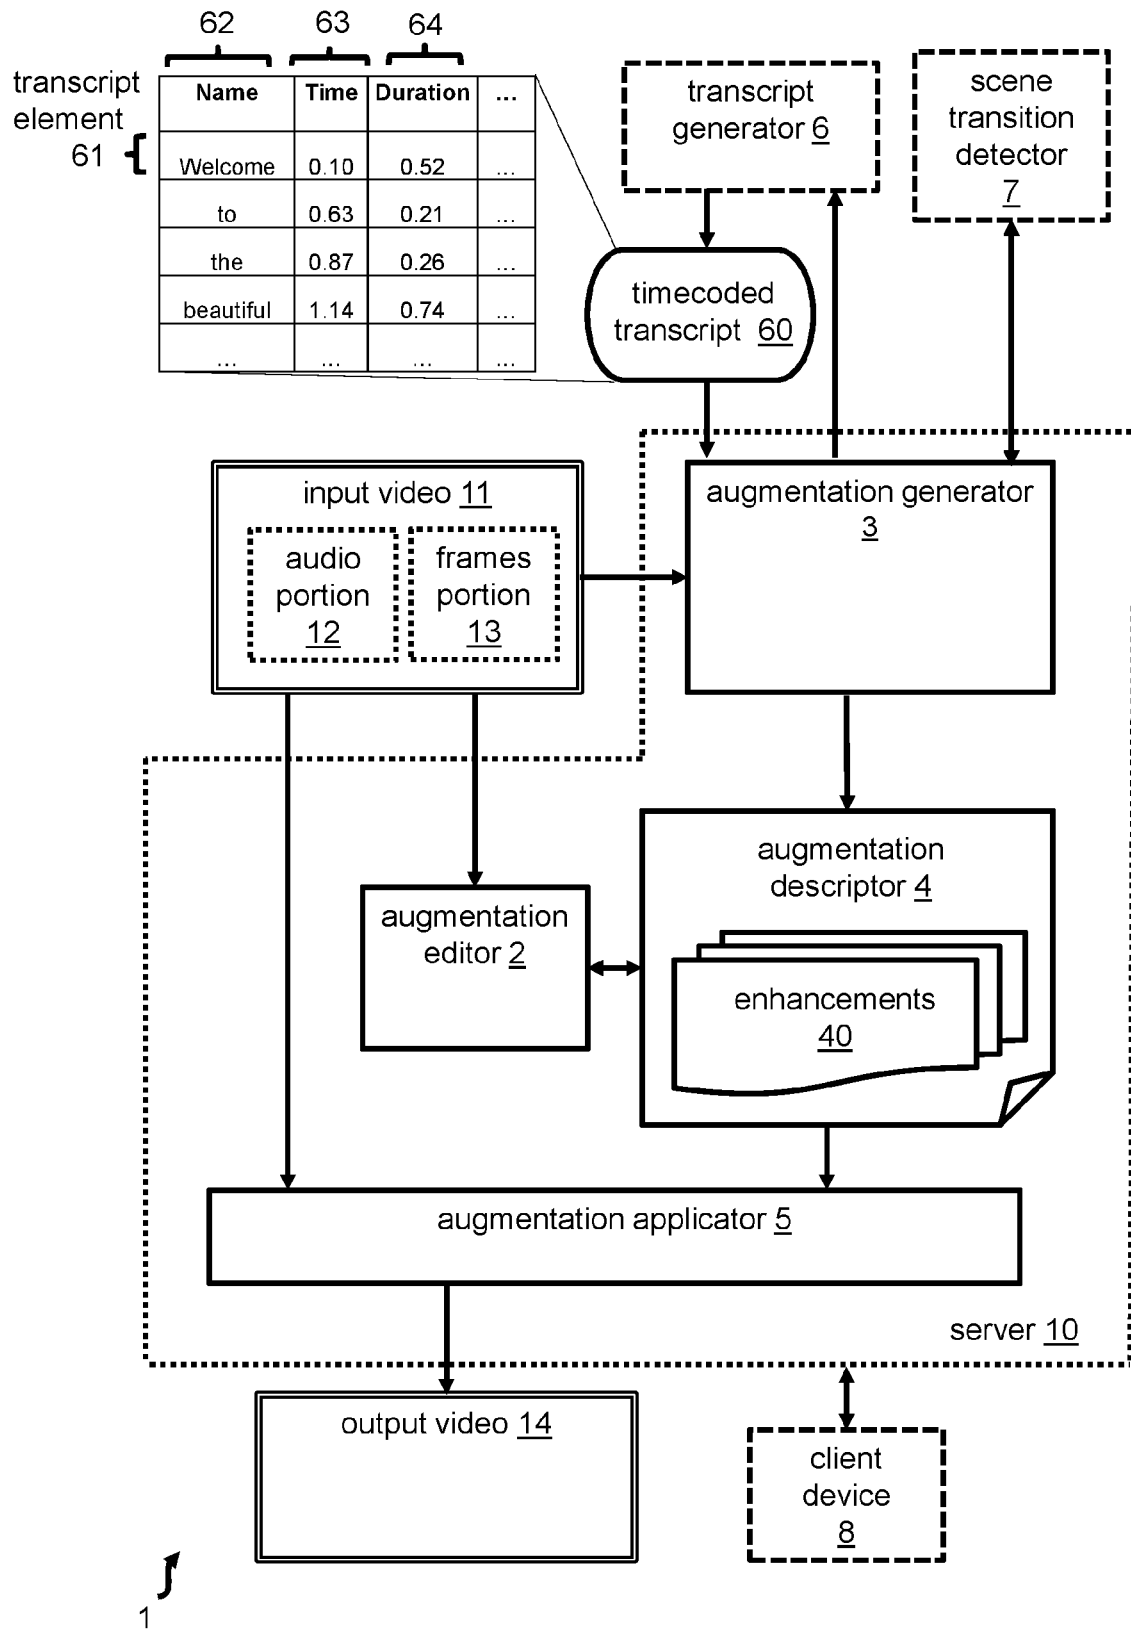 62 63 64
transcript
element
61
Name Time Duration ...
Welcome 0.10 0.52 ...
to 0.63 0.21 ...
the 0.87 0.26 ...
beautiful 1.14 0.74 ...
... ... ... ...
transcript
generator 6
scene
transition
detector
7
timecoded
transcript 60
input video 11
audio
portion
12
frames
portion
13
augmentation generator
3
augmentation
descriptor 4
augmentation
editor 2
enhancements
40
augmentation applicator 5
server 10
output video 14
client
device
8
1